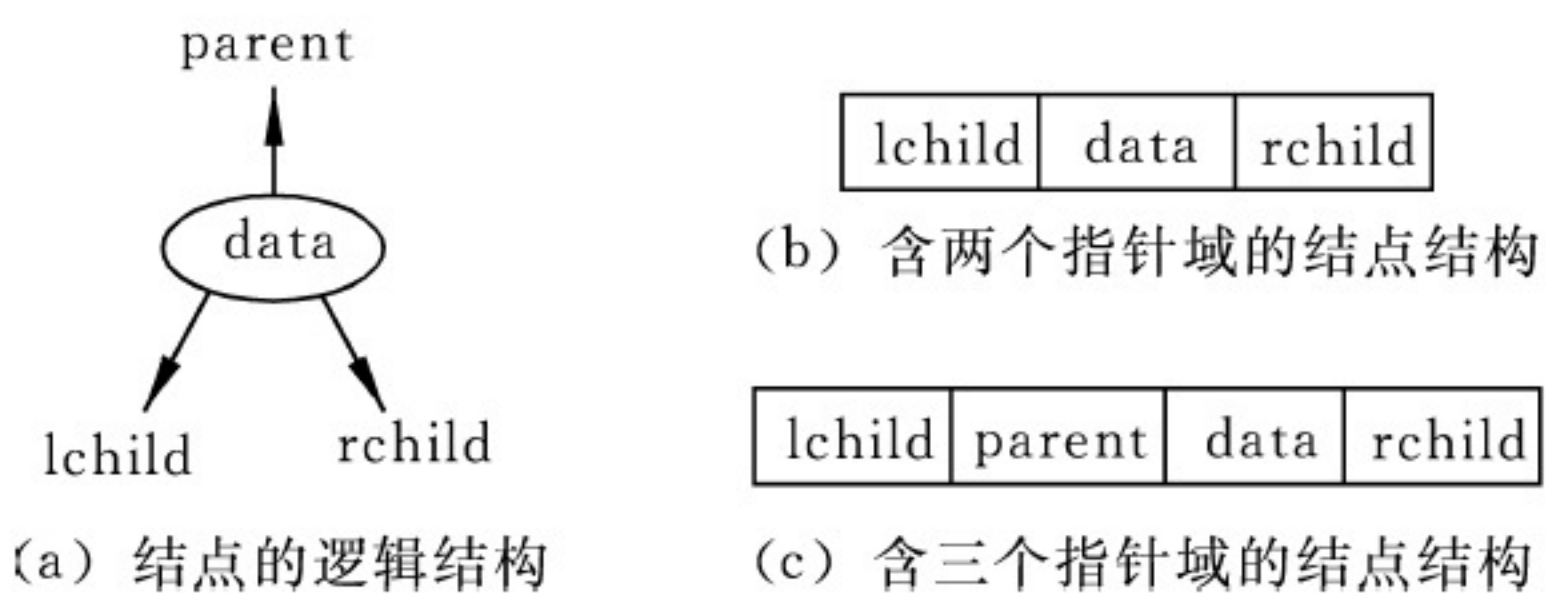 parent
data
lchild
rchild
(a) 结点的逻辑结构
lchild data rchild
(b) 含两个指针域的结点结构
lchild parent data rchild
(c) 含三个指针域的结点结构